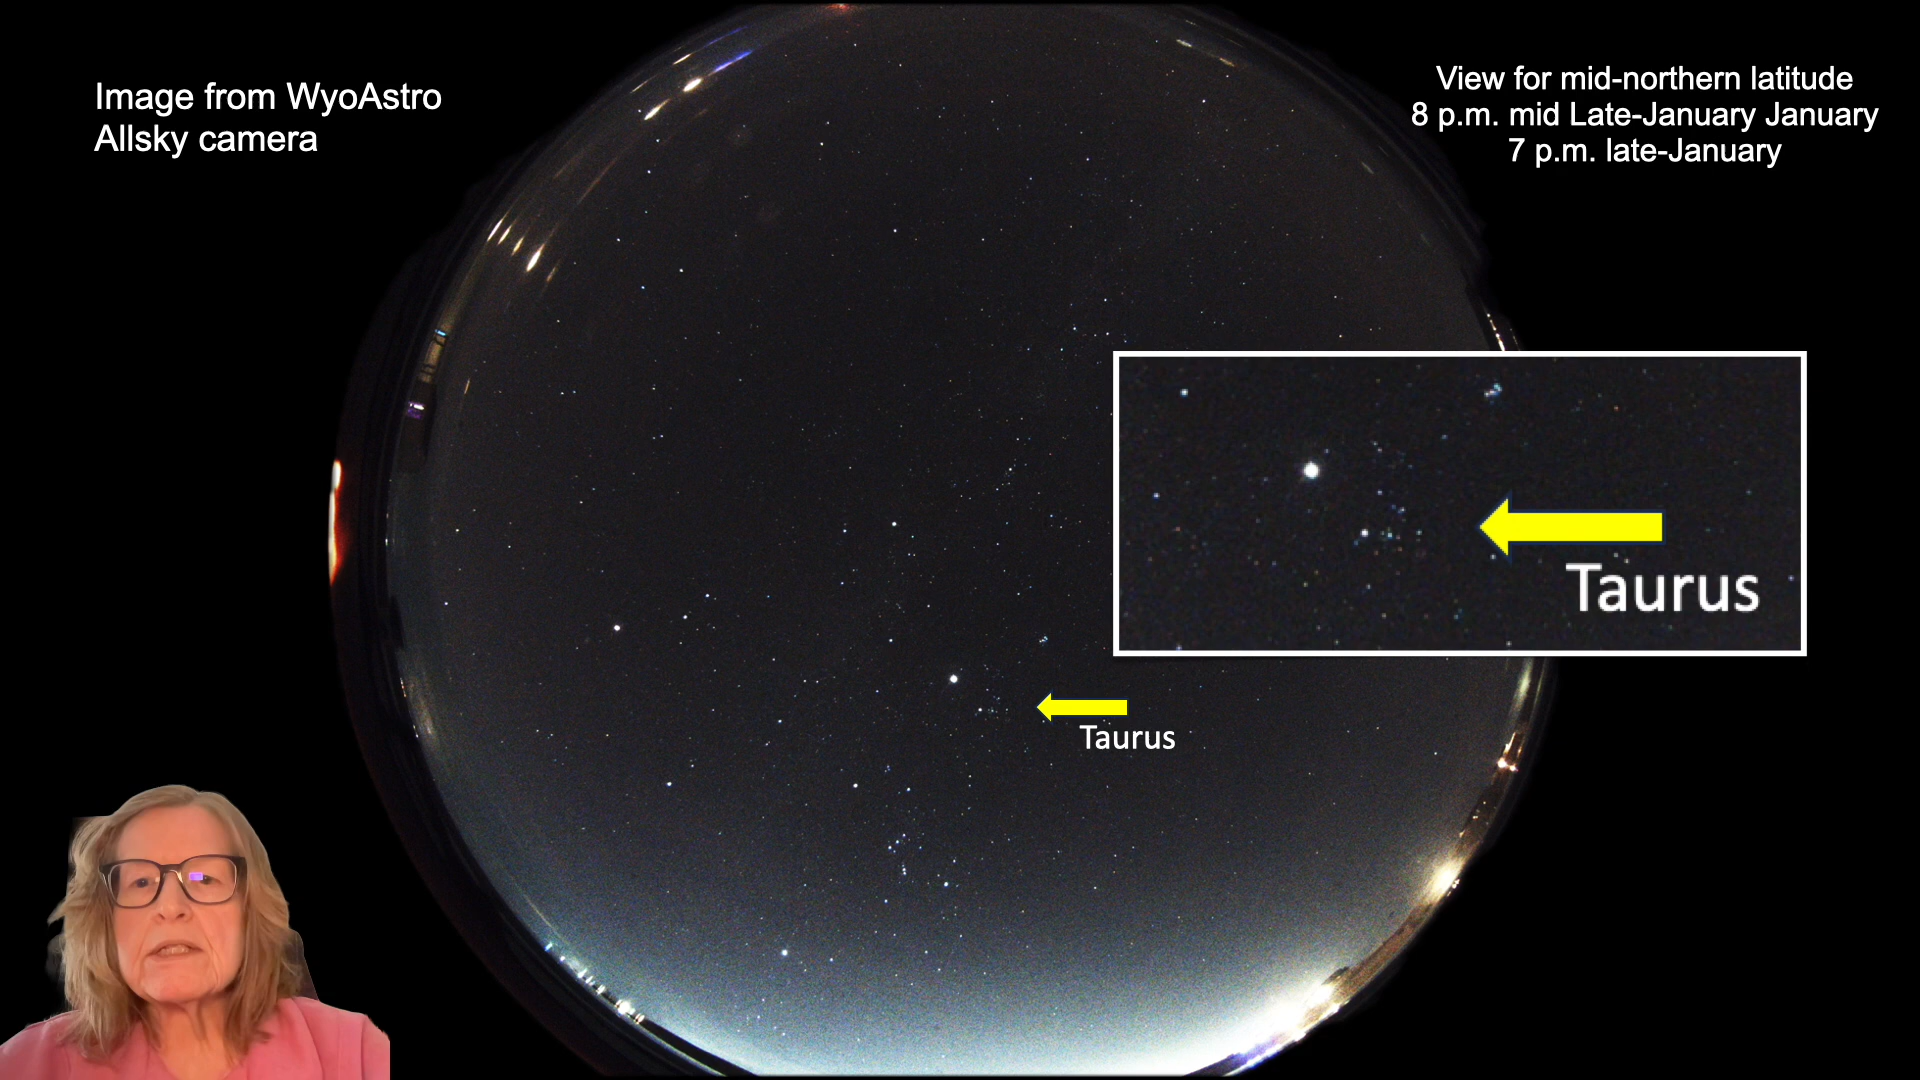 Image from WyoAstro
Allsky camera
View for mid-northern latitude
8 p.m. mid Late-January January
7 p.m. late-January
Taurus
Taurus